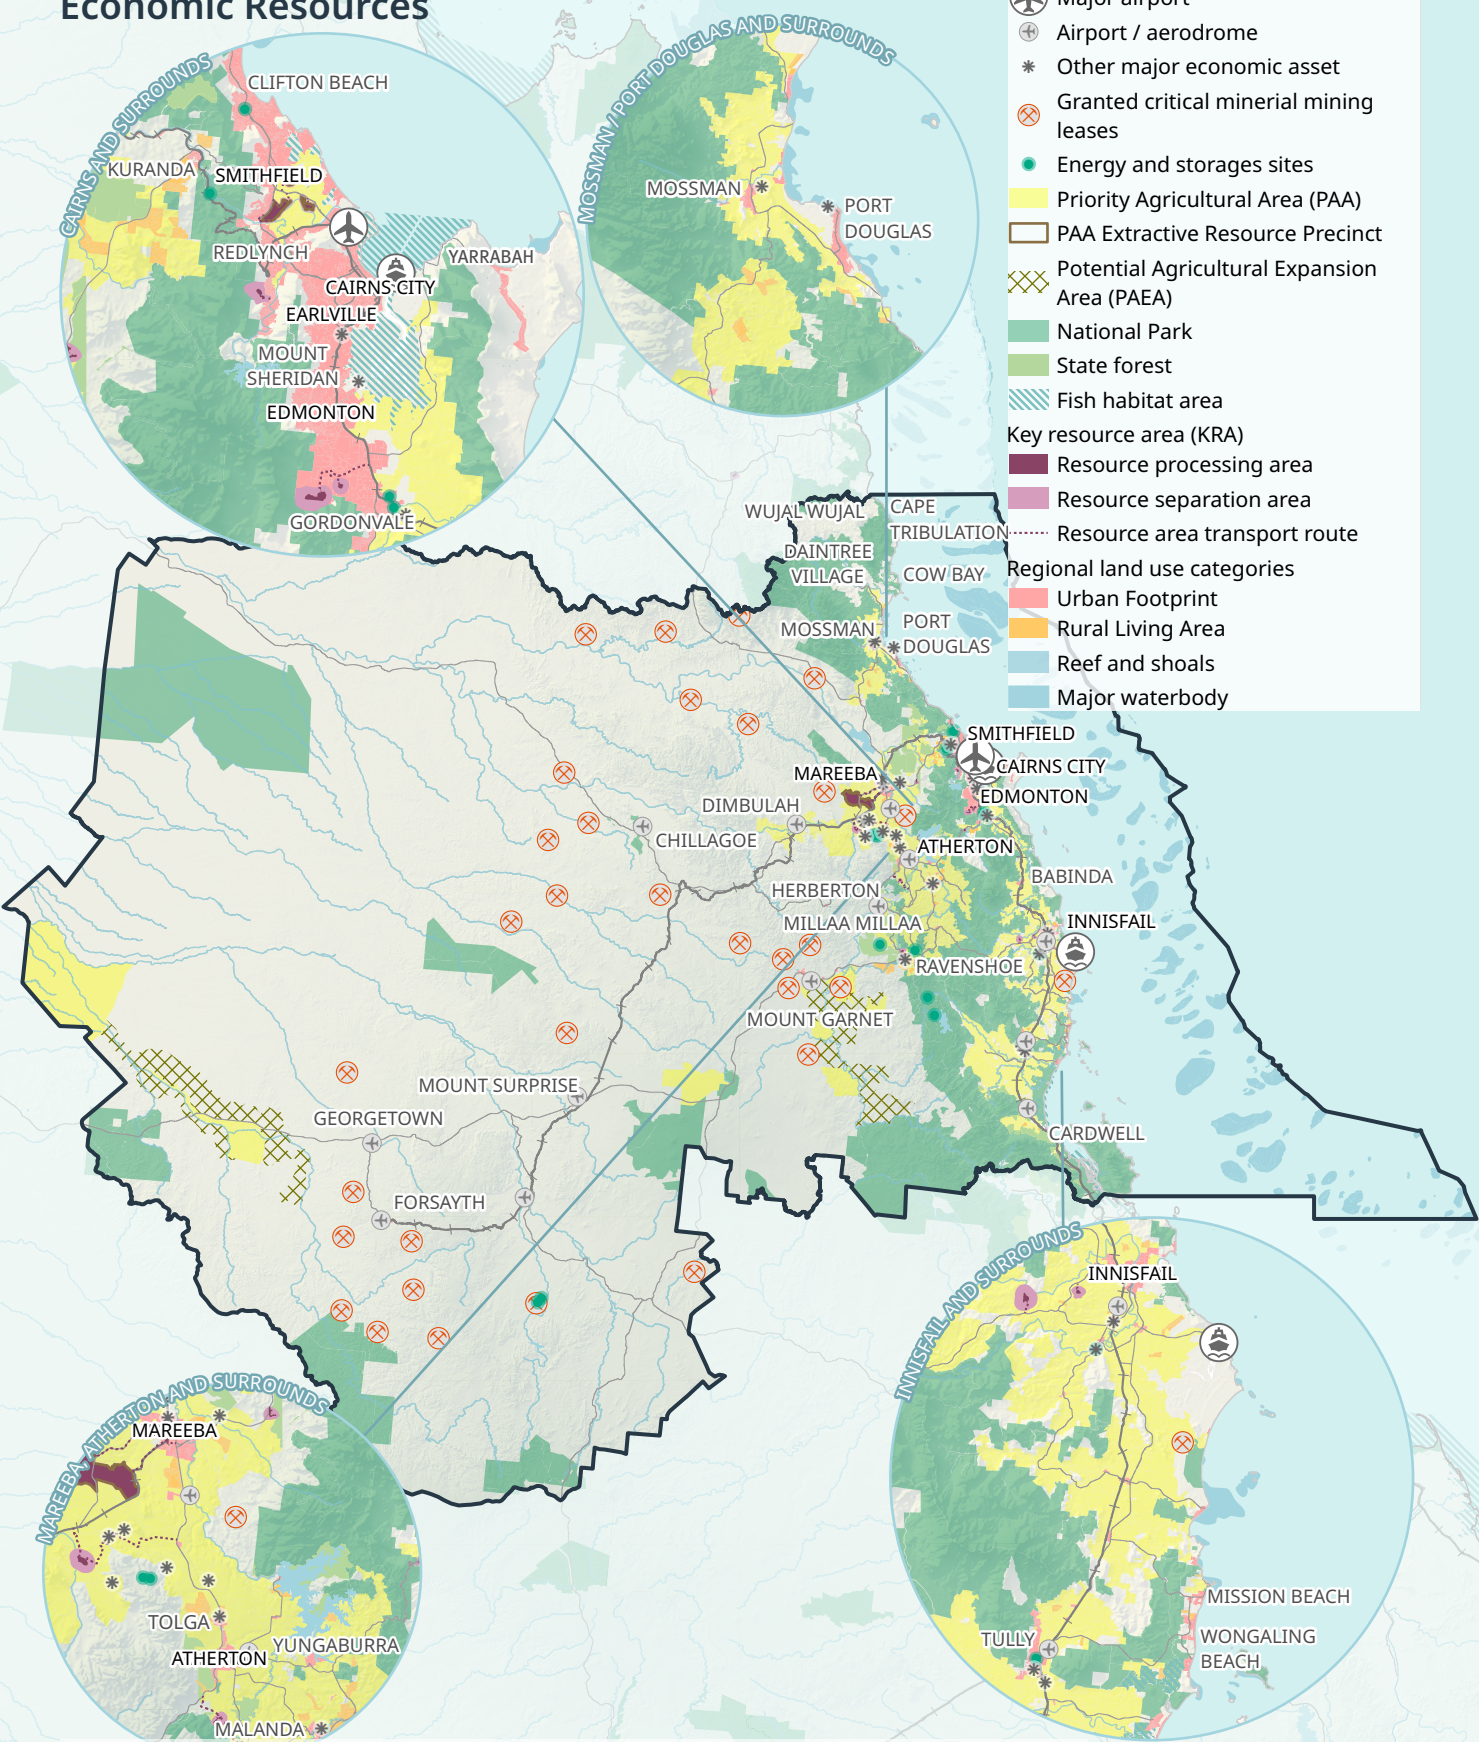 Economic Resources
Major airport
Airport / aerodrome
Other major economic asset
Granted critical minerial mining
leases
Energy and storages sites
Priority Agricultural Area (PAA)
PAA Extractive Resource Precinct
Potential Agricultural Expansion
Area (PAEA)
National Park
State forest
Fish habitat area
Key resource area (KRA)
Resource processing area
Resource separation area
Resource area transport route
Regional land use categories
Urban Footprint
Rural Living Area
Reef and shoals
Major waterbody
CAIRNS AND SURROUNDS
CLIFTON BEACH
KURANDA
SMITHFIELD
REDLYNCH
YARRABAH
CAIRNS CITY
EARLVILLE
MOUNT
SHERIDAN
EDMONTON
GORDONVALE
MOSSMAN / PORT DOUGLAS AND SURROUNDS
MOSSMAN
PORT
DOUGLAS
WUJAL WUJAL
CAPE
TRIBULATION
DAINTREE
VILLAGE
COW BAY
MOSSMAN
PORT
DOUGLAS
SMITHFIELD
CAIRNS CITY
MAREEBA
EDMONTON
DIMBULAH
CHILLAGOE
ATHERTON
BABINDA
HERBERTON
MILLAA MILLAA
INNISFAIL
RAVENSHOE
MOUNT GARNET
MOUNT SURPRISE
GEORGETOWN
CARDWELL
FORSAYTH
INNISFAIL AND SURROUNDS
INNISFAIL
MISSION BEACH
TULLY
WONGALING
BEACH
MAREEBA, ATHERTON AND SURROUNDS
MAREEBA
TOLGA
YUNGABURRA
ATHERTON
MALANDA